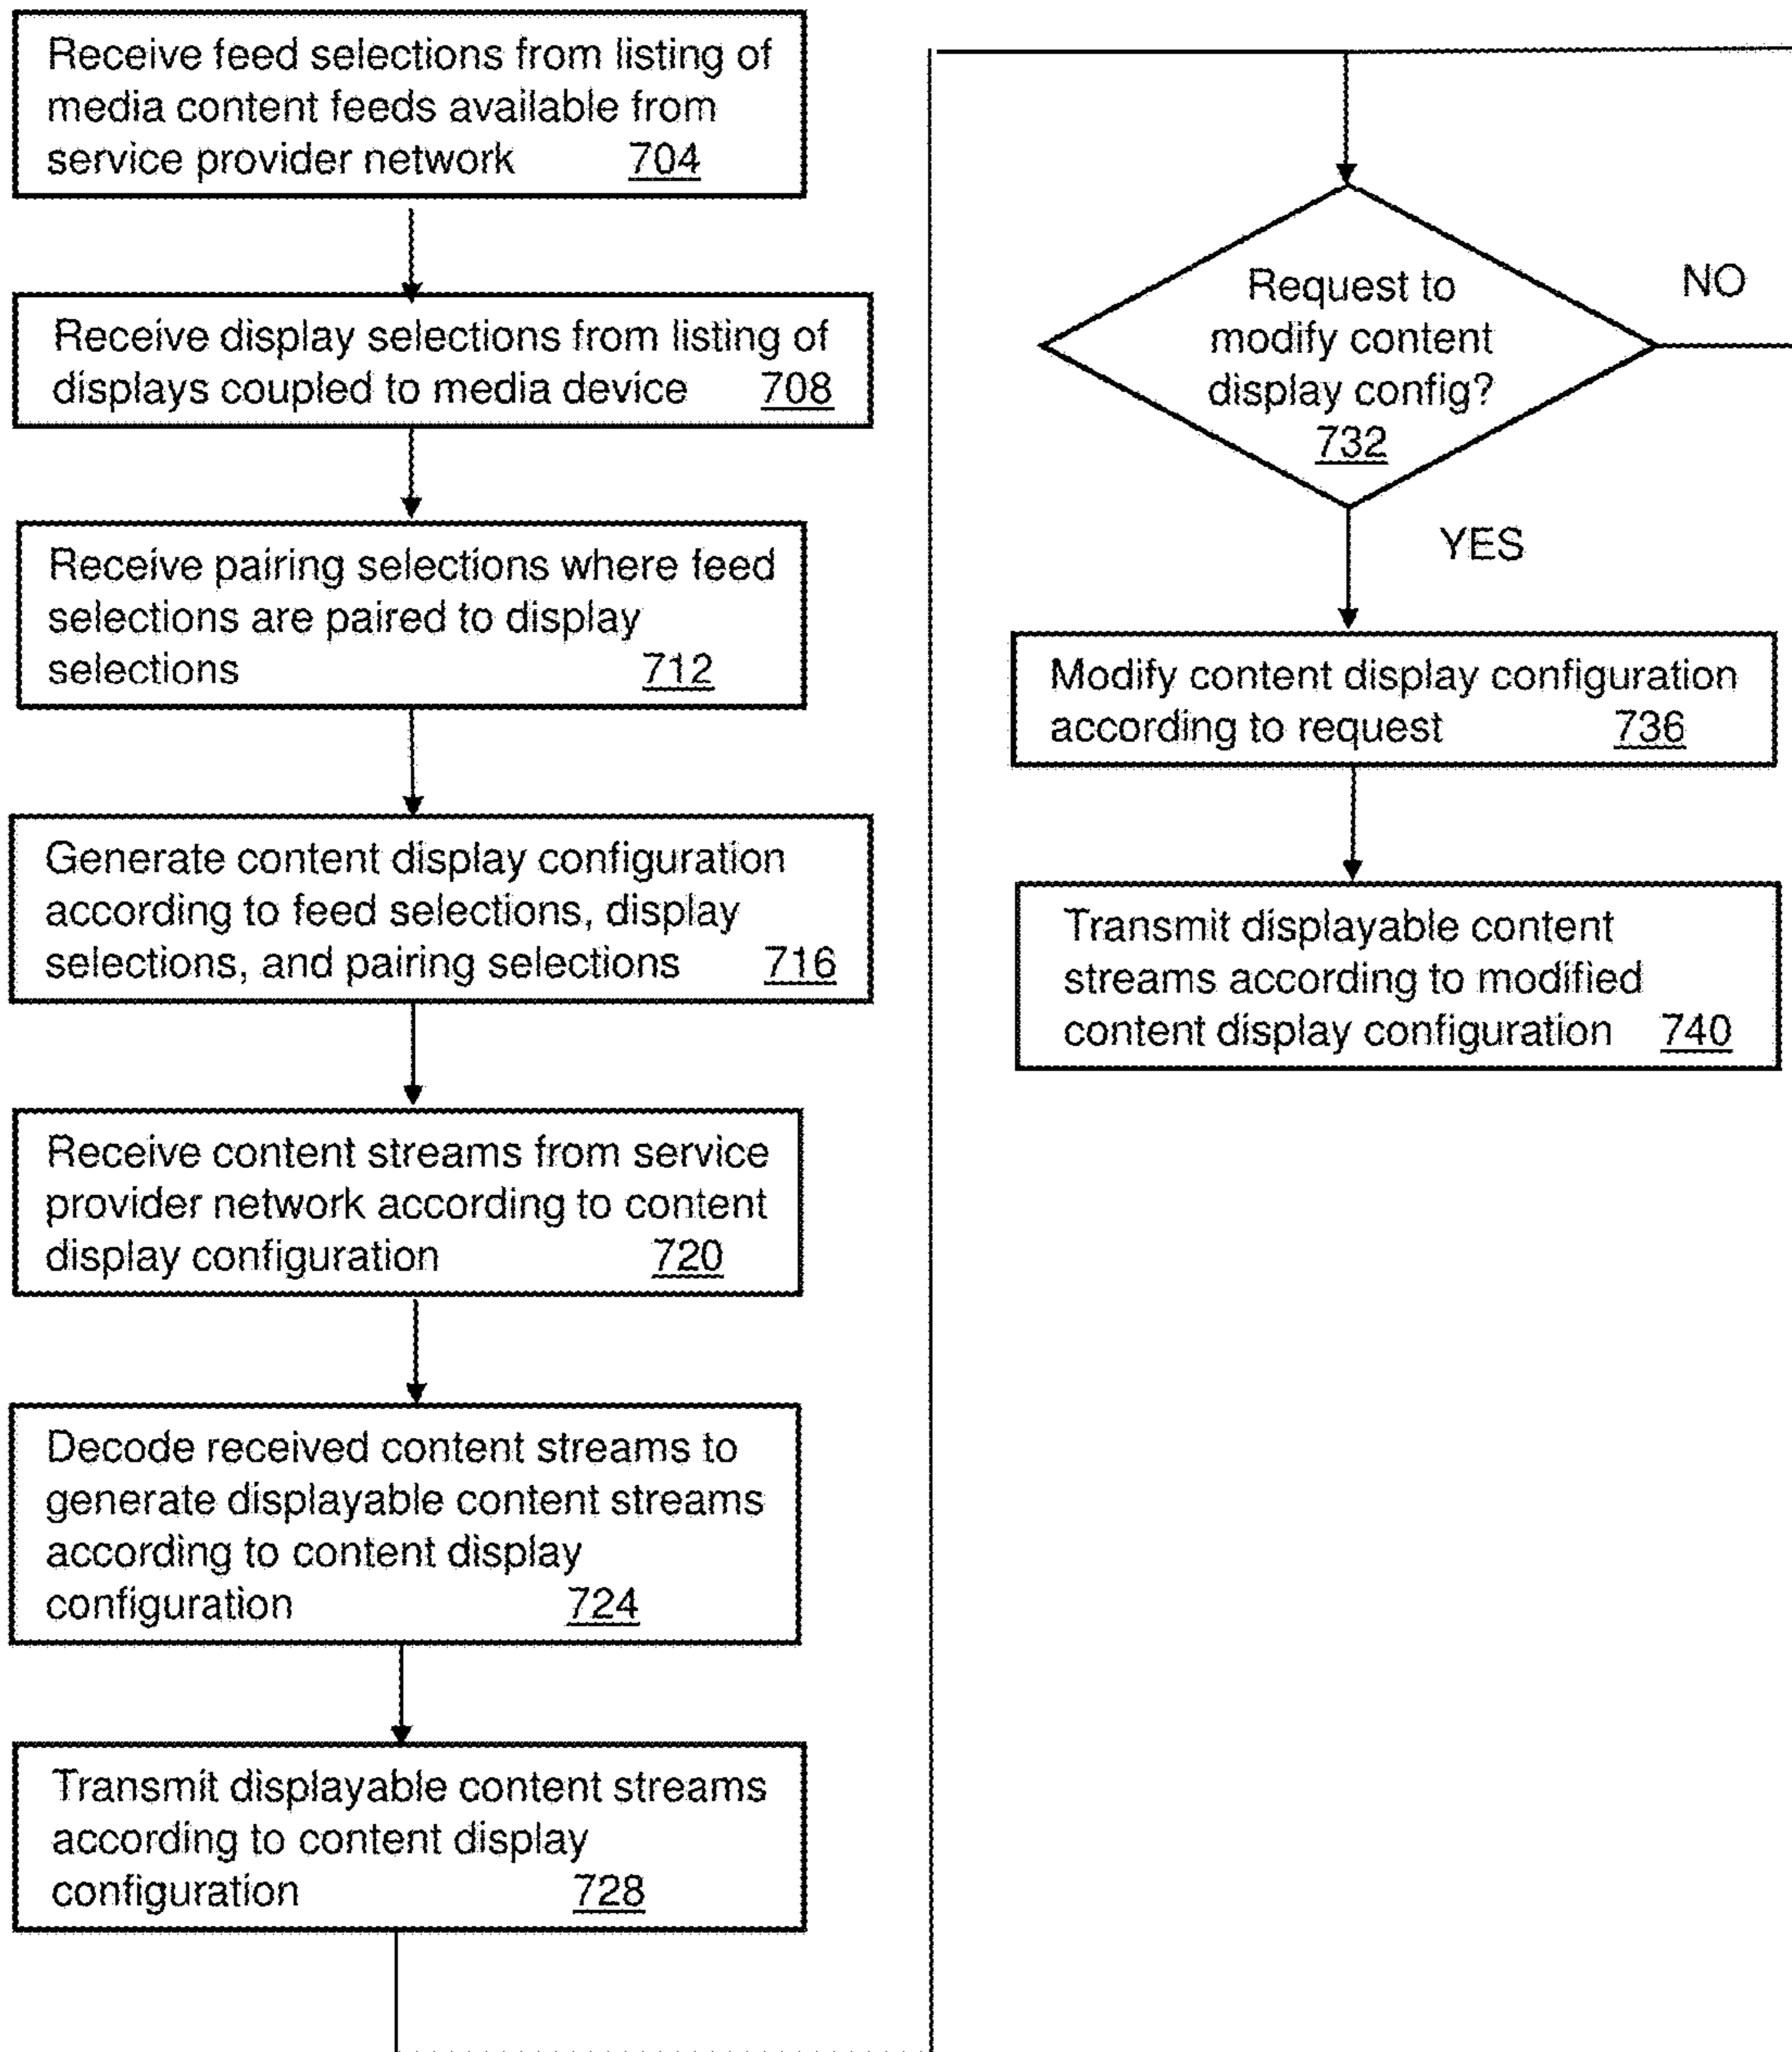 Receive feed selections from listing of
media content feeds available from
service provider network 704
Receive display selections from listing of
displays coupled to media device 708
Receive pairing selections where feed
selections are paired to display
selections 712
Generate content display configuration
according to feed selections, display
selections, and pairing selections 716
Receive content streams from service
provider network according to content
display configuration 720
Decode received content streams to
generate displayable content streams
according to content display
configuration 724
Transmit displayable content streams
according to content display
configuration 728
Request to
modify content
display config?
732
NO
YES
Modify content display configuration
according to request 736
Transmit displayable content
streams according to modified
content display configuration 740